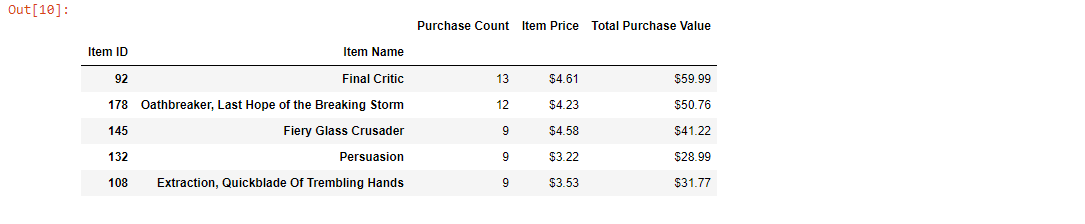 Out[10]:
Purchase Count Item Price Total Purchase Value
Item ID Item Name
92 Final Critic 13 $4.61 $59.99
178 Oathbreaker, Last Hope of the Breaking Storm 12 $4.23 $50.76
145 Fiery Glass Crusader 9 $4.58 $41.22
132 Persuasion 9 $3.22 $28.99
108 Extraction, Quickblade Of Trembling Hands 9 $3.53 $31.77